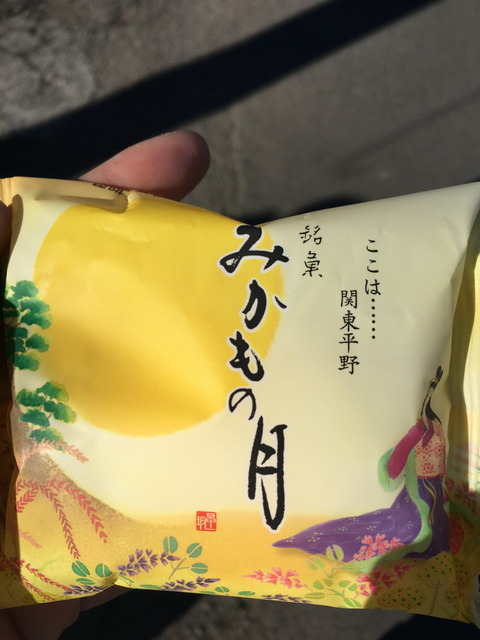 ここは……
関東平野
銘菓
みかもの月